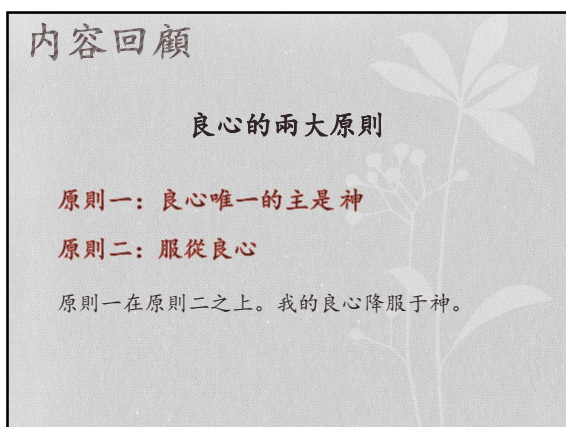 内容回顧
良心的兩大原則
原則一：良心唯一的主是神
原則二：服從良心
原則一在原則二之上。我的良心降服于神。